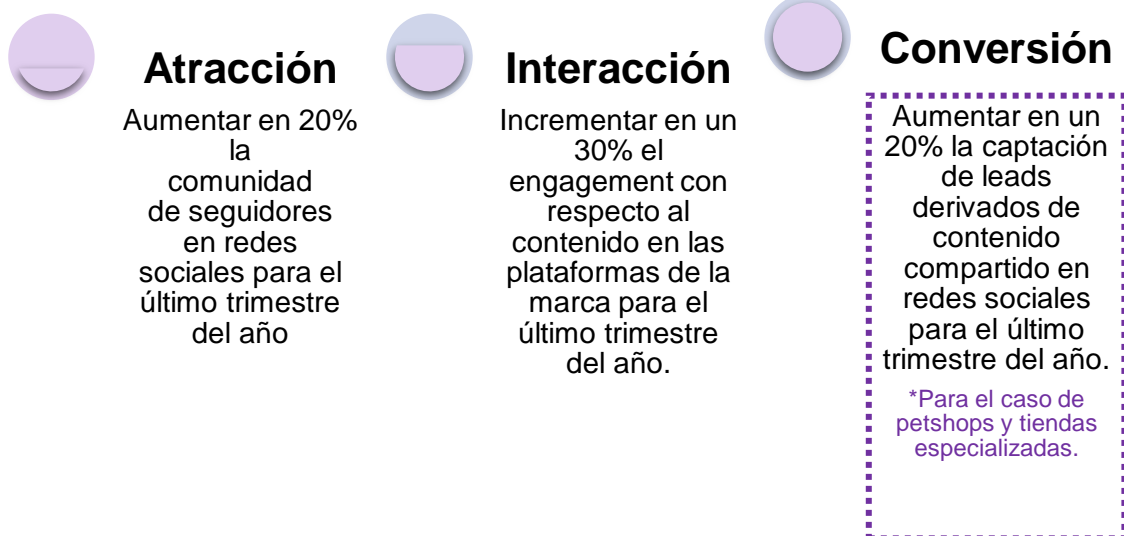 Atracción
Aumentar en 20%
la
comunidad
de seguidores
en redes
sociales para el
último trimestre
del año
Interacción
Incrementar en un
30% el
engagement con
respecto al
contenido en las
plataformas de la
marca para el
último trimestre
del año.
Conversión
Aumentar en un
20% la captación
de leads
derivados de
contenido
compartido en
redes sociales
para el último
trimestre del año.
*Para el caso de
petshops y tiendas
especializadas.